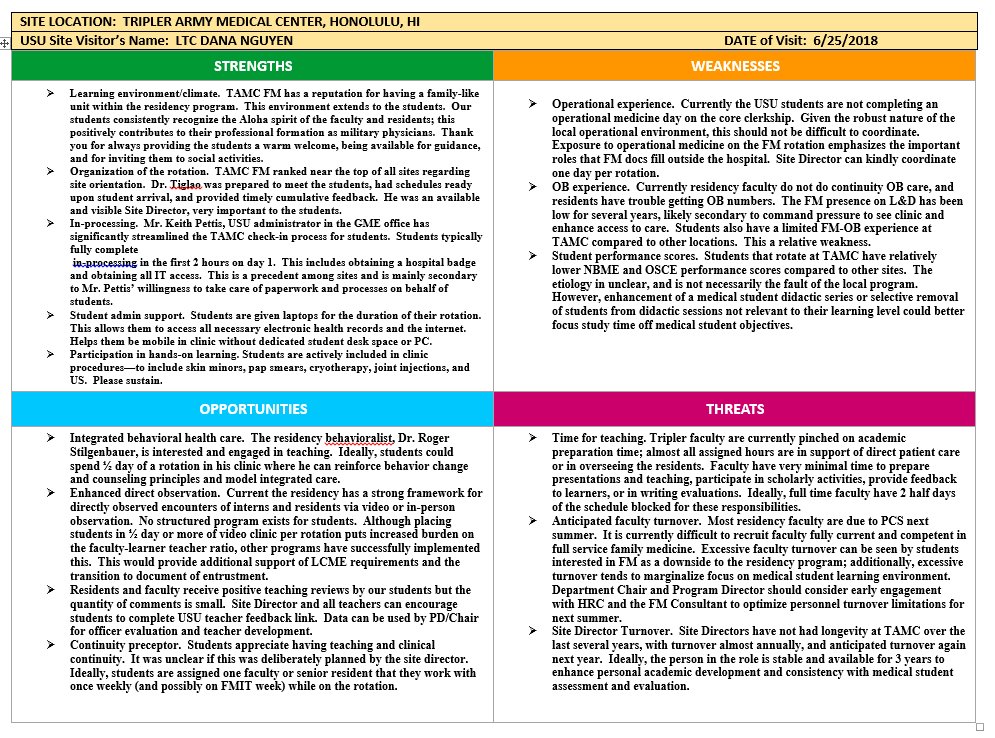 SITE LOCATION: TRIPLER ARMY MEDICAL CENTER, HONOLULU, HI
USU Site Visitor's Name: LTC DANA NGUYEN DATE of Visit: 6/25/2018
STRENGTHS
➢ Learning environment/climate. TAMC FM has a reputation for having a family-like
unit within the residency program. This environment extends to the students. Our
students consistently recognize the Aloha spirit of the faculty and residents; this
positively contributes to their professional formation as military physicians. Thank
you for always providing the students a warm welcome, being available for guidance,
and for inviting them to social activities.
➢ Organization of the rotation. TAMC FM ranked near the top of all sites regarding
site orientation. Dr. Tiglao was prepared to meet the students, had schedules ready
upon student arrival, and provided timely cumulative feedback. He was an available
and visible Site Director, very important to the students.
➢ In-processing. Mr. Keith Pettis, USU administrator in the GME office has
significantly streamlined the TAMC check-in process for students. Students typically
fully complete
in-processing in the first 2 hours on day 1. This includes obtaining a hospital badge
and obtaining all IT access. This is a precedent among sites and is mainly secondary
to Mr. Pettis' willingness to take care of paperwork and processes on behalf of
students.
➢ Student admin support. Students are given laptops for the duration of their rotation.
This allows them to access all necessary electronic health records and the internet.
Helps them be mobile in clinic without dedicated student desk space or PC.
➢ Participation in hands-on learning. Students are actively included in clinic
procedures—to include skin minors, pap smears, cryotherapy, joint injections, and
US. Please sustain.
WEAKNESSES
➢ Operational experience. Currently the USU students are not completing an
operational medicine day on the core clerkship. Given the robust nature of the
local operational environment, this should not be difficult to coordinate.
Exposure to operational medicine on the FM rotation emphasizes the important
roles that FM docs fill outside the hospital. Site Director can kindly coordinate
one day per rotation.
➢ OB experience. Currently residency faculty do not do continuity OB care, and
residents have trouble getting OB numbers. The FM presence on L&D has been
low for several years, likely secondary to command pressure to see clinic and
enhance access to care. Students also have a limited FM-OB experience at
TAMC compared to other locations. This a relative weakness.
➢ Student performance scores. Students that rotate at TAMC have relatively
lower NBME and OSCE performance scores compared to other sites. The
etiology in unclear, and is not necessarily the fault of the local program.
However, enhancement of a medical student didactic series or selective removal
of students from didactic sessions not relevant to their learning level could better
focus study time off medical student objectives.
OPPORTUNITIES
➢ Integrated behavioral health care. The residency behavioralist, Dr. Roger
Stilgenbauer, is interested and engaged in teaching. Ideally, students could
spend ½ day of a rotation in his clinic where he can reinforce behavior change
and counseling principles and model integrated care.
➢ Enhanced direct observation. Current the residency has a strong framework for
directly observed encounters of interns and residents via video or in-person
observation. No structured program exists for students. Although placing
students in ½ day or more of video clinic per rotation puts increased burden on
the faculty-learner teacher ratio, other programs have successfully implemented
this. This would provide additional support of LCME requirements and the
transition to document of entrustment.
➢ Residents and faculty receive positive teaching reviews by our students but the
quantity of comments is small. Site Director and all teachers can encourage
students to complete USU teacher feedback link. Data can be used by PD/Chair
for officer evaluation and teacher development.
➢ Continuity preceptor. Students appreciate having teaching and clinical
continuity. It was unclear if this was deliberately planned by the site director.
Ideally, students are assigned one faculty or senior resident that they work with
once weekly (and possibly on FMIT week) while on the rotation.
THREATS
➢ Time for teaching. Tripler faculty are currently pinched on academic
preparation time; almost all assigned hours are in support of direct patient care
or in overseeing the residents. Faculty have very minimal time to prepare
presentations and teaching, participate in scholarly activities, provide feedback
to learners, or in writing evaluations. Ideally, full time faculty have 2 half days
of the schedule blocked for these responsibilities.
➢ Anticipated faculty turnover. Most residency faculty are due to PCS next
summer. It is currently difficult to recruit faculty fully current and competent in
full service family medicine. Excessive faculty turnover can be seen by students
interested in FM as a downside to the residency program; additionally, excessive
turnover tends to marginalize focus on medical student learning environment.
Department Chair and Program Director should consider early engagement
with HRC and the FM Consultant to optimize personnel turnover limitations for
next summer.
➢ Site Director Turnover. Site Directors have not had longevity at TAMC over the
last several years, with turnover almost annually, and anticipated turnover again
next year. Ideally, the person in the role is stable and available for 3 years to
enhance personal academic development and consistency with medical student
assessment and evaluation.